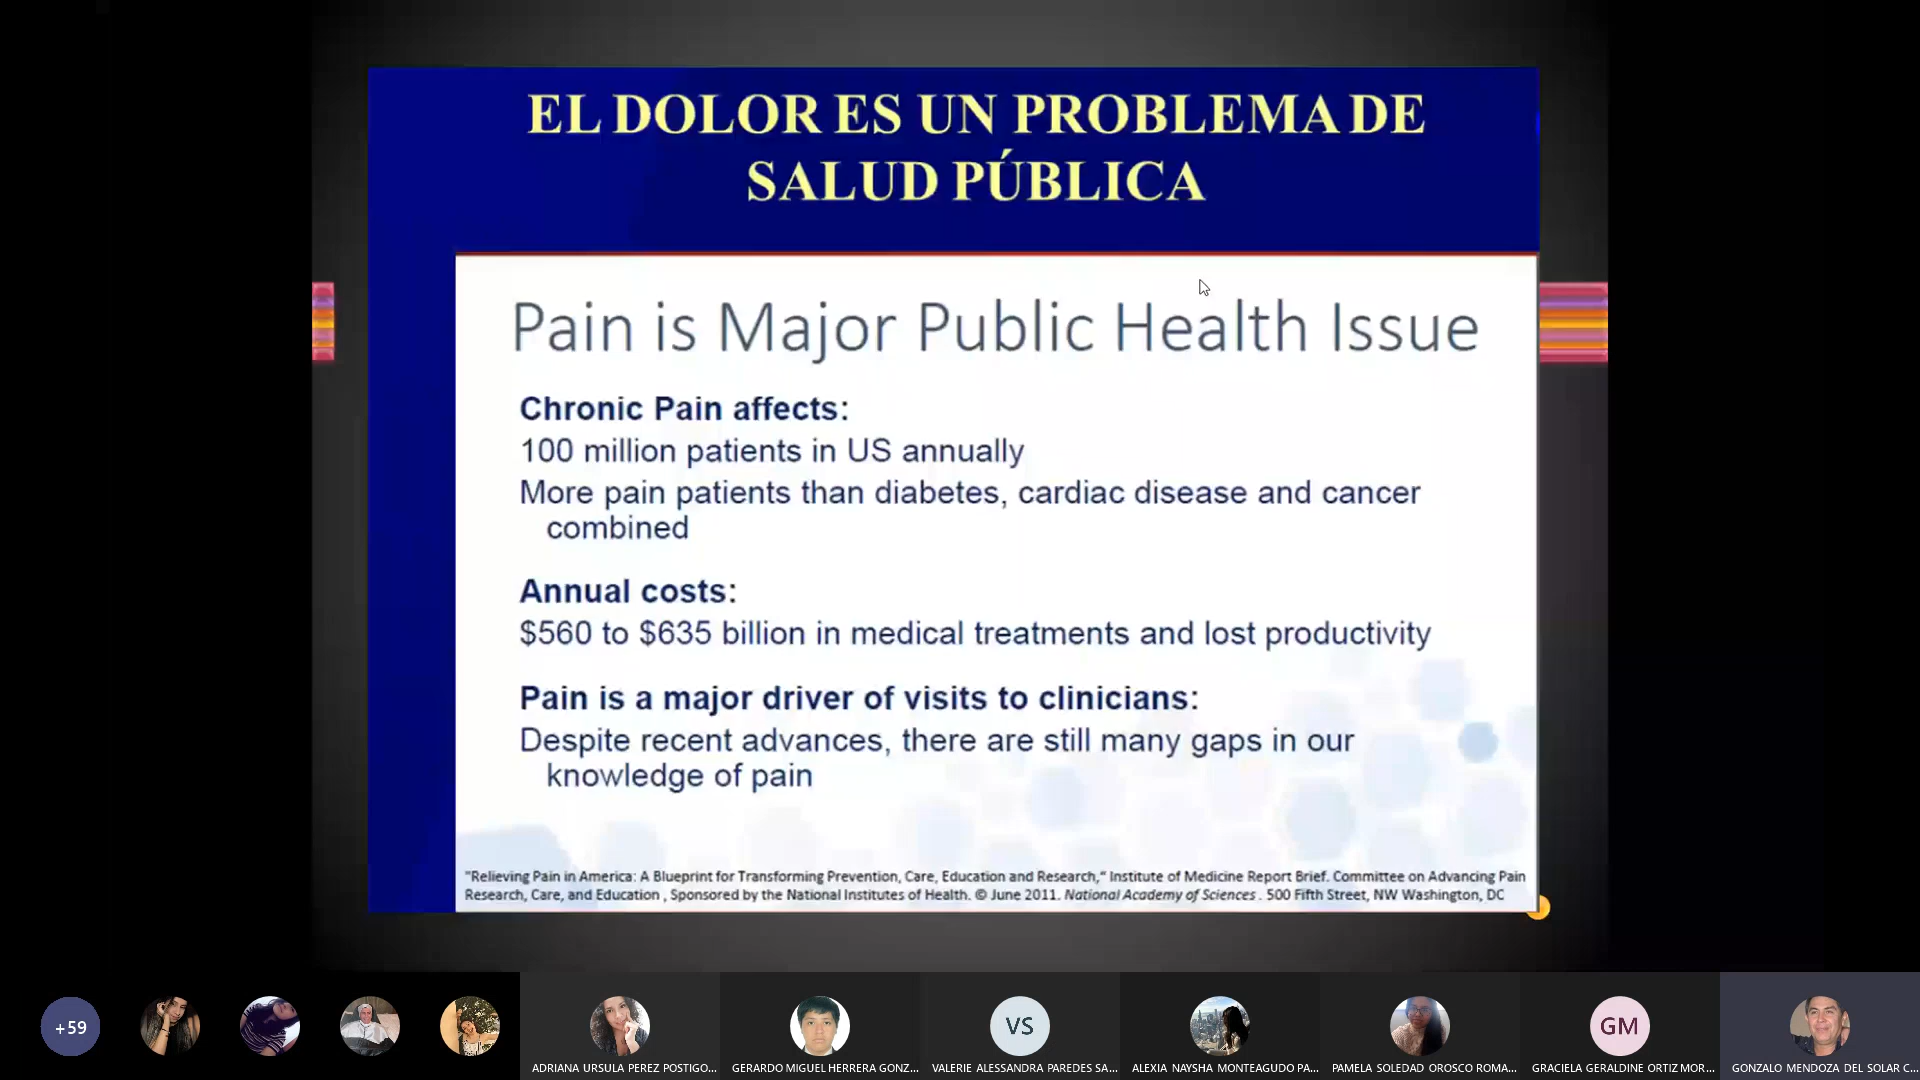 EL DOLOR ES UN PROBLEMA DE
SALUD PÚBLICA
Pain is Major Public Health Issue
Chronic Pain affects:
100 million patients in US annually
More pain patients than diabetes, cardiac disease and cancer
combined
Annual costs:
$560 to $635 billion in medical treatments and lost productivity
Pain is a major driver of visits to clinicians:
Despite recent advances, there are still many gaps in our
knowledge of pain
"Relieving Pain in America: A Blueprint for Transforming Prevention, Care, Education and Research," Institute of Medicine Report Brief. Committee on Advancing Pain
Research, Care, and Education , Sponsored by the National Institutes of Health. © June 2011. National Academy of Sciences . 500 Fifth Street, NW Washington, DC
+59
VS
GM
ADRIANA URSULA PEREZ POSTIGO...
GERARDO MIGUEL HERRERA GONZ...
VALERIE ALESSANDRA PAREDES SA...
ALEXIA NAYSHA MONTEAGUDO PA...
PAMELA SOLEDAD OROSCO ROMA...
GRACIELA GERALDINE ORTIZ MOR...
GONZALO MENDOZA DEL SOLAR C...